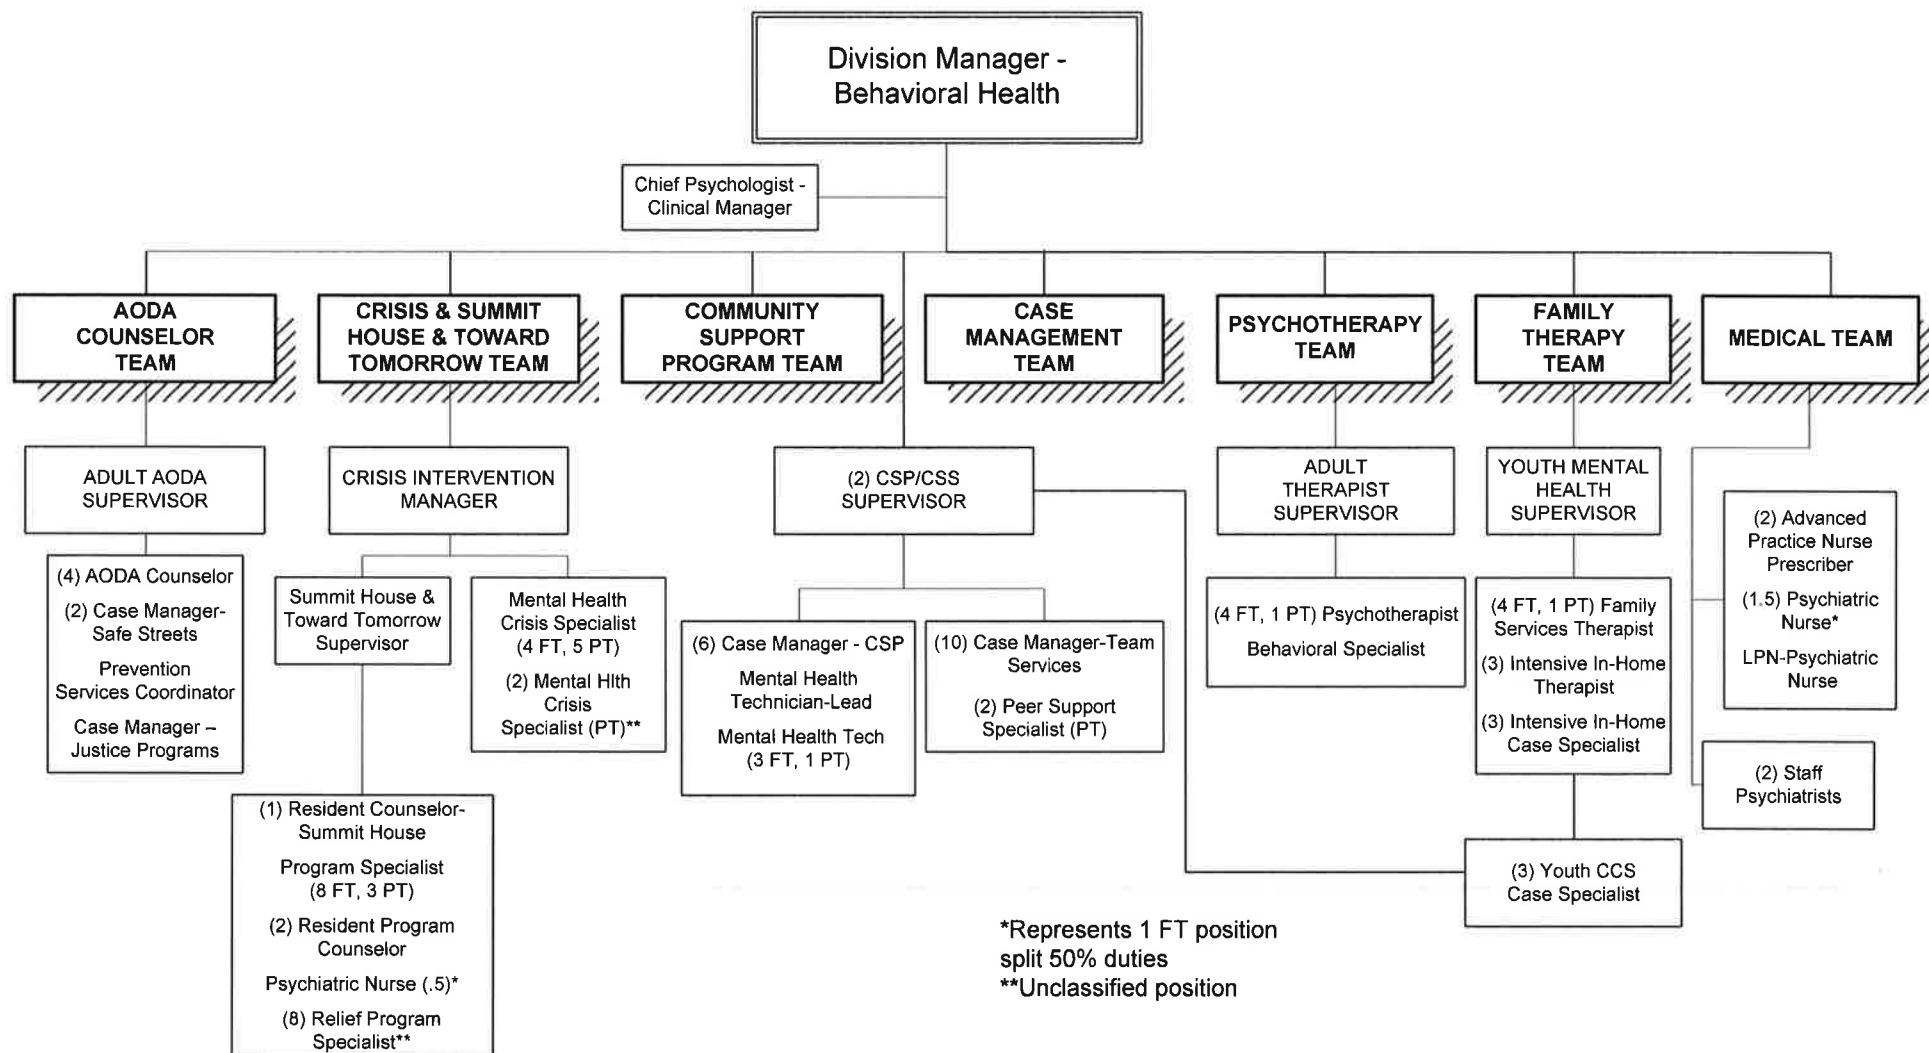 Division Manager -
Behavioral Health
Chief Psychologist -
Clinical Manager
AODA
COUNSELOR
TEAM
CRISIS & SUMMIT
HOUSE & TOWARD
TOMORROW TEAM
COMMUNITY
SUPPORT
PROGRAM TEAM
CASE
MANAGEMENT
TEAM
PSYCHOTHERAPY
TEAM
FAMILY
THERAPY
TEAM
MEDICAL TEAM
ADULT AODA
SUPERVISOR
CRISIS INTERVENTION
MANAGER
(2) CSP/CSS
SUPERVISOR
ADULT
THERAPIST
SUPERVISOR
YOUTH MENTAL
HEALTH
SUPERVISOR
(4) AODA Counselor
(2) Case Manager-
Safe Streets
Prevention
Services Coordinator
Case Manager –
Justice Programs
Summit House &
Toward Tomorrow
Supervisor
Mental Health
Crisis Specialist
(4 FT, 5 PT)
(2) Mental Hlth
Crisis
Specialist (PT)**
(6) Case Manager - CSP
Mental Health
Technician-Lead
Mental Health Tech
(3 FT, 1 PT)
(10) Case Manager-Team
Services
(2) Peer Support
Specialist (PT)
(4 FT, 1 PT) Psychotherapist
Behavioral Specialist
(4 FT, 1 PT) Family
Services Therapist
(3) Intensive In-Home
Therapist
(3) Intensive In-Home
Case Specialist
(2) Advanced
Practice Nurse
Prescriber
(1.5) Psychiatric
Nurse*
LPN-Psychiatric
Nurse
(2) Staff
Psychiatrists
(1) Resident Counselor-
Summit House
Program Specialist
(8 FT, 3 PT)
(2) Resident Program
Counselor
Psychiatric Nurse (.5)*
(8) Relief Program
Specialist**
(3) Youth CCS
Case Specialist
*Represents 1 FT position
split 50% duties
**Unclassified position